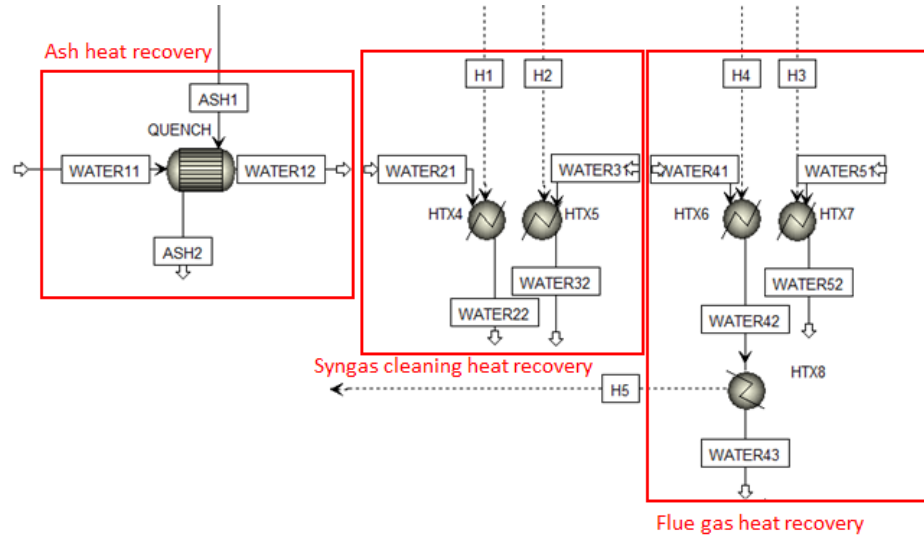 Ash heat recovery
H1
H2
H4
H3
ASH1
QUENCH
WATER11
WATER12
WATER21
WATER31
WATER41
WATER51
HTX4
HTX5
HTX6
HTX7
ASH2
WATER32
WATER52
WATER22
WATER42
Syngas cleaning heat recovery
HTX8
H5
WATER43
Flue gas heat recovery